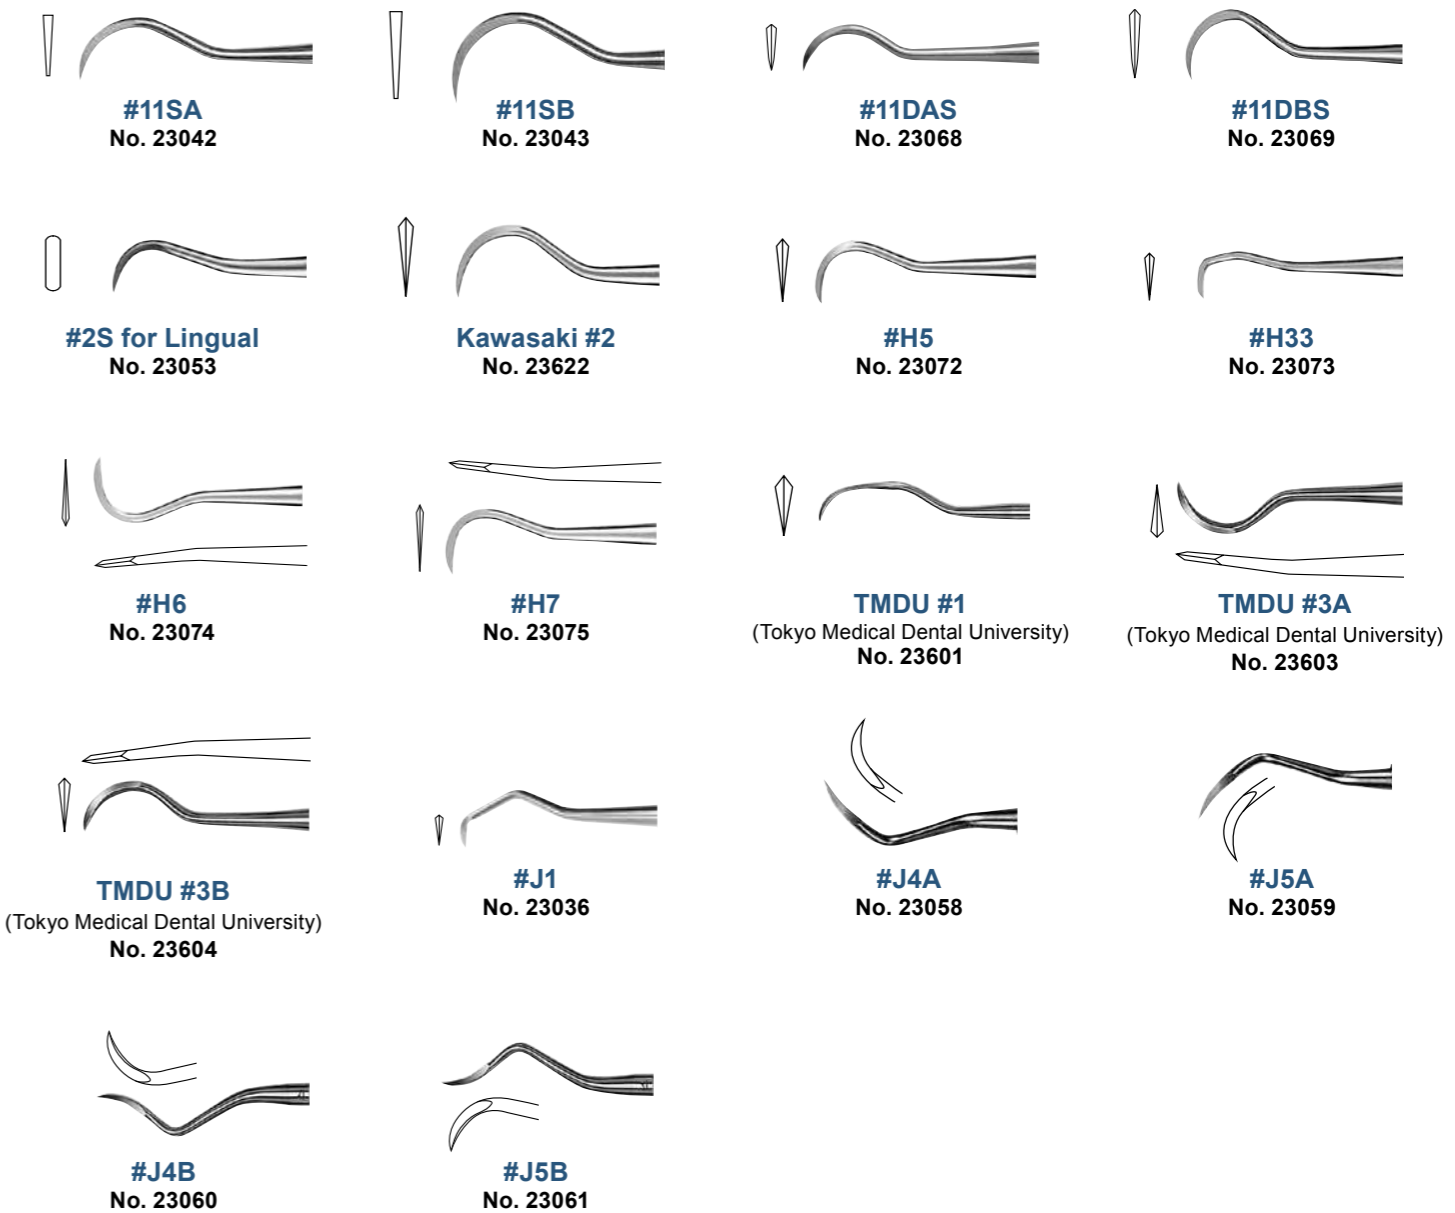 #11SA
No. 23042
#11SB
No. 23043
#11DAS
No. 23068
#11DBS
No. 23069
#2S for Lingual
No. 23053
Kawasaki #2
No. 23622
#H5
No. 23072
#H33
No. 23073
#H6
No. 23074
#H7
No. 23075
TMDU #1
(Tokyo Medical Dental University)
No. 23601
TMDU #3A
(Tokyo Medical Dental University)
No. 23603
TMDU #3B
(Tokyo Medical Dental University)
No. 23604
#J1
No. 23036
#J4A
No. 23058
#J5A
No. 23059
#J4B
No. 23060
#J5B
No. 23061